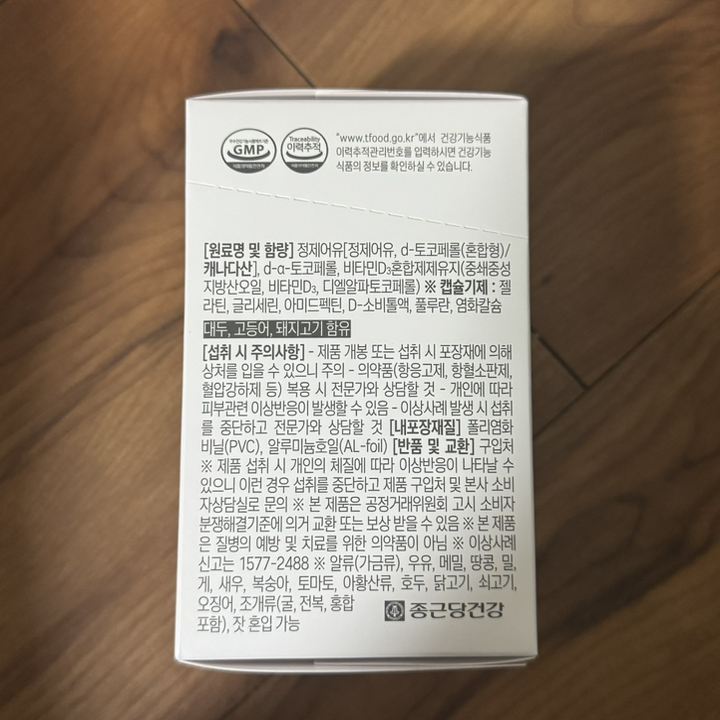 GMP
Traceability
이력추적
"www.tfood.go.kr"에서 건강기능식품
이력추적관리번호를 입력하시면 건강기능
식품의 정보를 확인하실 수 있습니다.
[원료명 및 함량] 정제어유[정제어유, d-토코페롤(혼합형)/
캐나다산], d-α-토코페롤, 비타민D₃혼합제제유지(중쇄중성
지방산오일, 비타민D₃, 디엘알파토코페롤) ※ 캡슐기제 : 젤
라틴, 글리세린, 아미드펙틴, D-소비톨액, 풀루란, 염화칼슘
대두, 고등어, 돼지고기 함유
[섭취 시 주의사항] - 제품 개봉 또는 섭취 시 포장재에 의해
상처를 입을 수 있으니 주의 - 의약품(항응고제, 항혈소판제,
혈압강하제 등) 복용 시 전문가와 상담할 것 - 개인에 따라
피부관련 이상반응이 발생할 수 있음 - 이상사례 발생 시 섭취
를 중단하고 전문가와 상담할 것 [내포장재질] 폴리염화
비닐(PVC), 알루미늄호일(AL-foil) [반품 및 교환] 구입처
※ 제품 섭취 시 개인의 체질에 따라 이상반응이 나타날 수
있으니 이런 경우 섭취를 중단하고 제품 구입처 및 본사 소비
자상담실로 문의 ※ 본 제품은 공정거래위원회 고시 소비자
분쟁해결기준에 의거 교환 또는 보상 받을 수 있음 ※ 본 제품
은 질병의 예방 및 치료를 위한 의약품이 아님 ※ 이상사례
신고는 1577-2488 ※ 알류(가금류), 우유, 메밀, 땅콩, 밀,
게, 새우, 복숭아, 토마토, 아황산류, 호두, 닭고기, 쇠고기,
오징어, 조개류(굴, 전복, 홍합
포함), 잣 혼입 가능
종근당건강